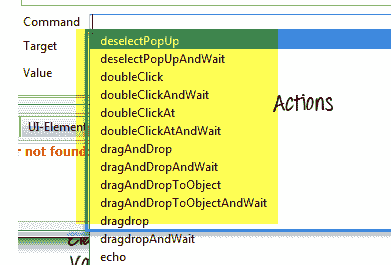 Command
Target
Value
deselectPopUp
deselectPopUpAndWait
doubleClick
doubleClickAndWait
doubleClickAt
doubleClickAtAndWait
dragAndDrop
dragAndDropAndWait
dragAndDropToObject
dragAndDropToObjectAndWait
dragdrop
dragdropAndWait
echo
Actions
UI-Element
not found